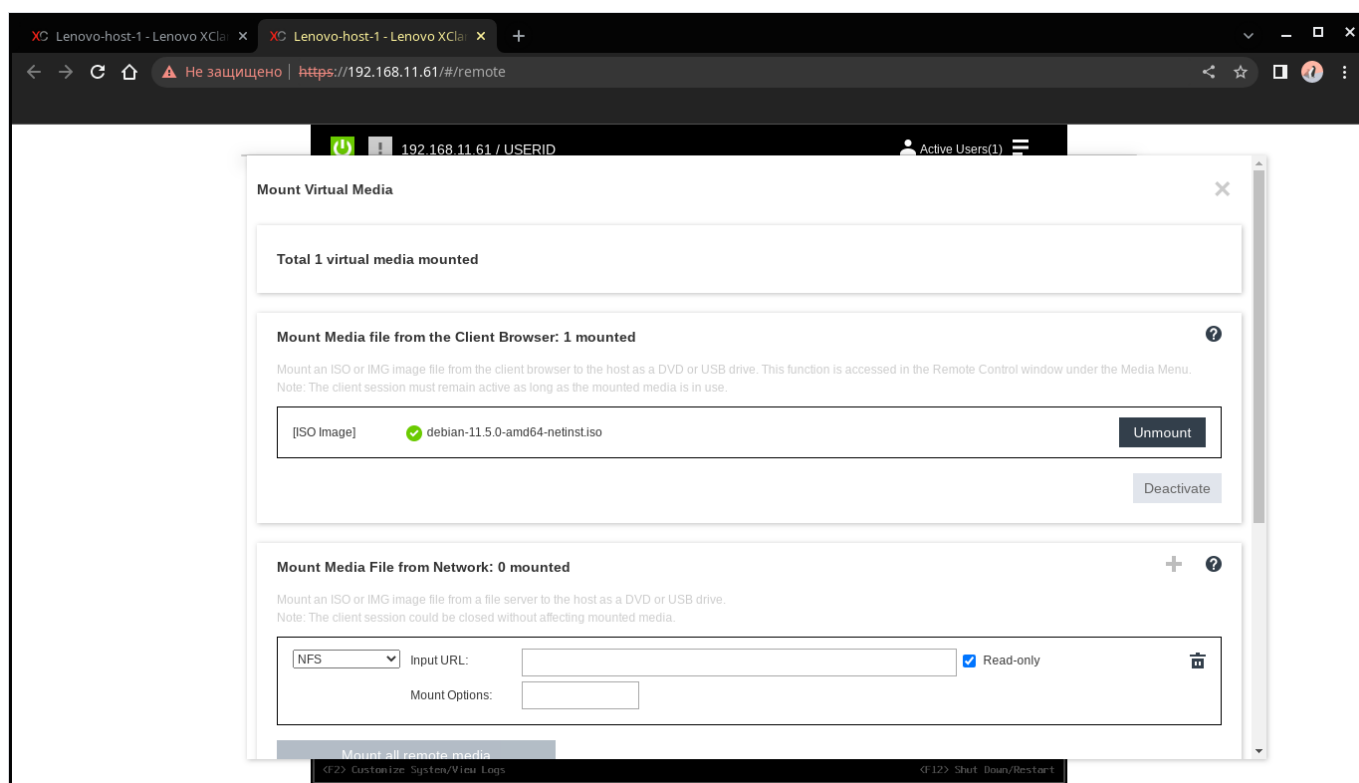 XC Lenovo-host-1 - Lenovo XCla
XC Lenovo-host-1 - Lenovo XCla
Не защищено | https://192.168.11.61/#/remote
192.168.11.61 / USERID
Active Users(1)
Mount Virtual Media
Total 1 virtual media mounted
Mount Media file from the Client Browser: 1 mounted
Mount an ISO or IMG image file from the client browser to the host as a DVD or USB drive. This function is accessed in the Remote Control window under the Media Menu.
Note: The client session must remain active as long as the mounted media is in use.
[ISO Image] debian-11.5.0-amd64-netinst.iso Unmount
Deactivate
Mount Media File from Network: 0 mounted
Mount an ISO or IMG image file from a file server to the host as a DVD or USB drive.
Note: The client session could be closed without affecting mounted media.
NFS Input URL: Read-only
Mount Options:
Mount all remote media
<F2> Customize System/View Logs <F12> Shut Down/Restart